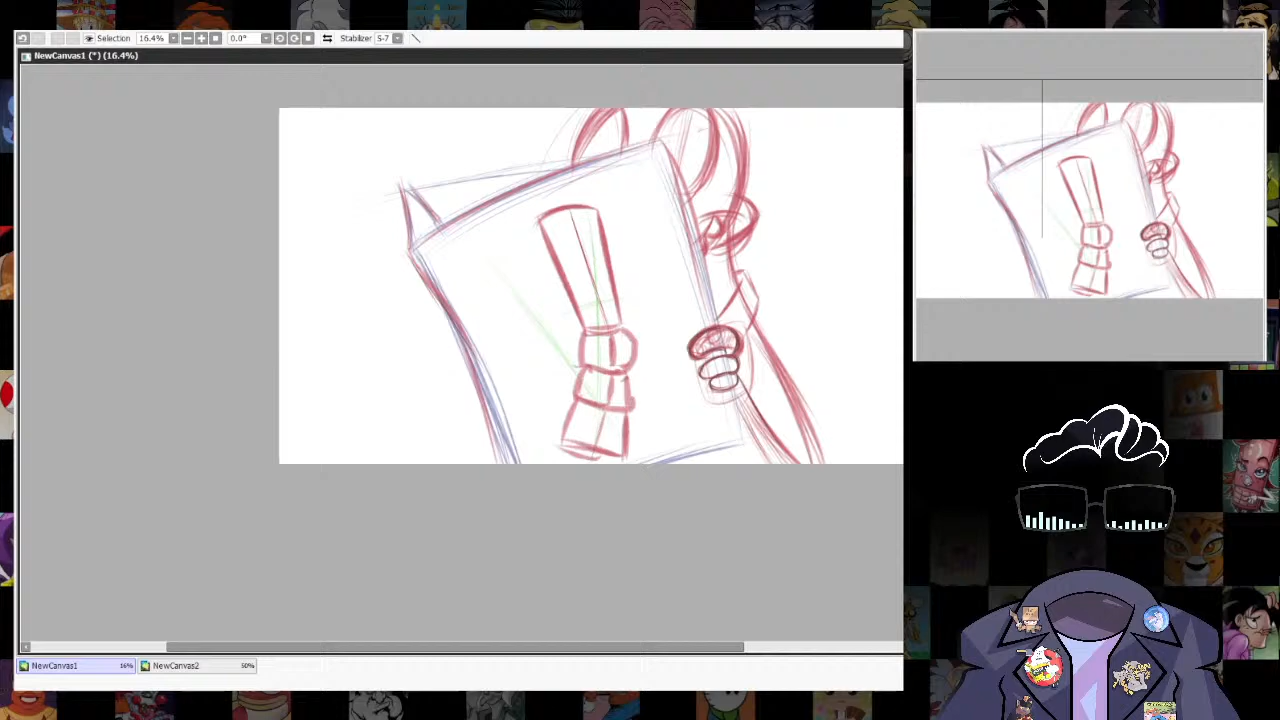 Selection 16.4% 0.0° Stabilizer S-7
NewCanvas1 (*) (16.4%)
NewCanvas1 16% NewCanvas2 50%